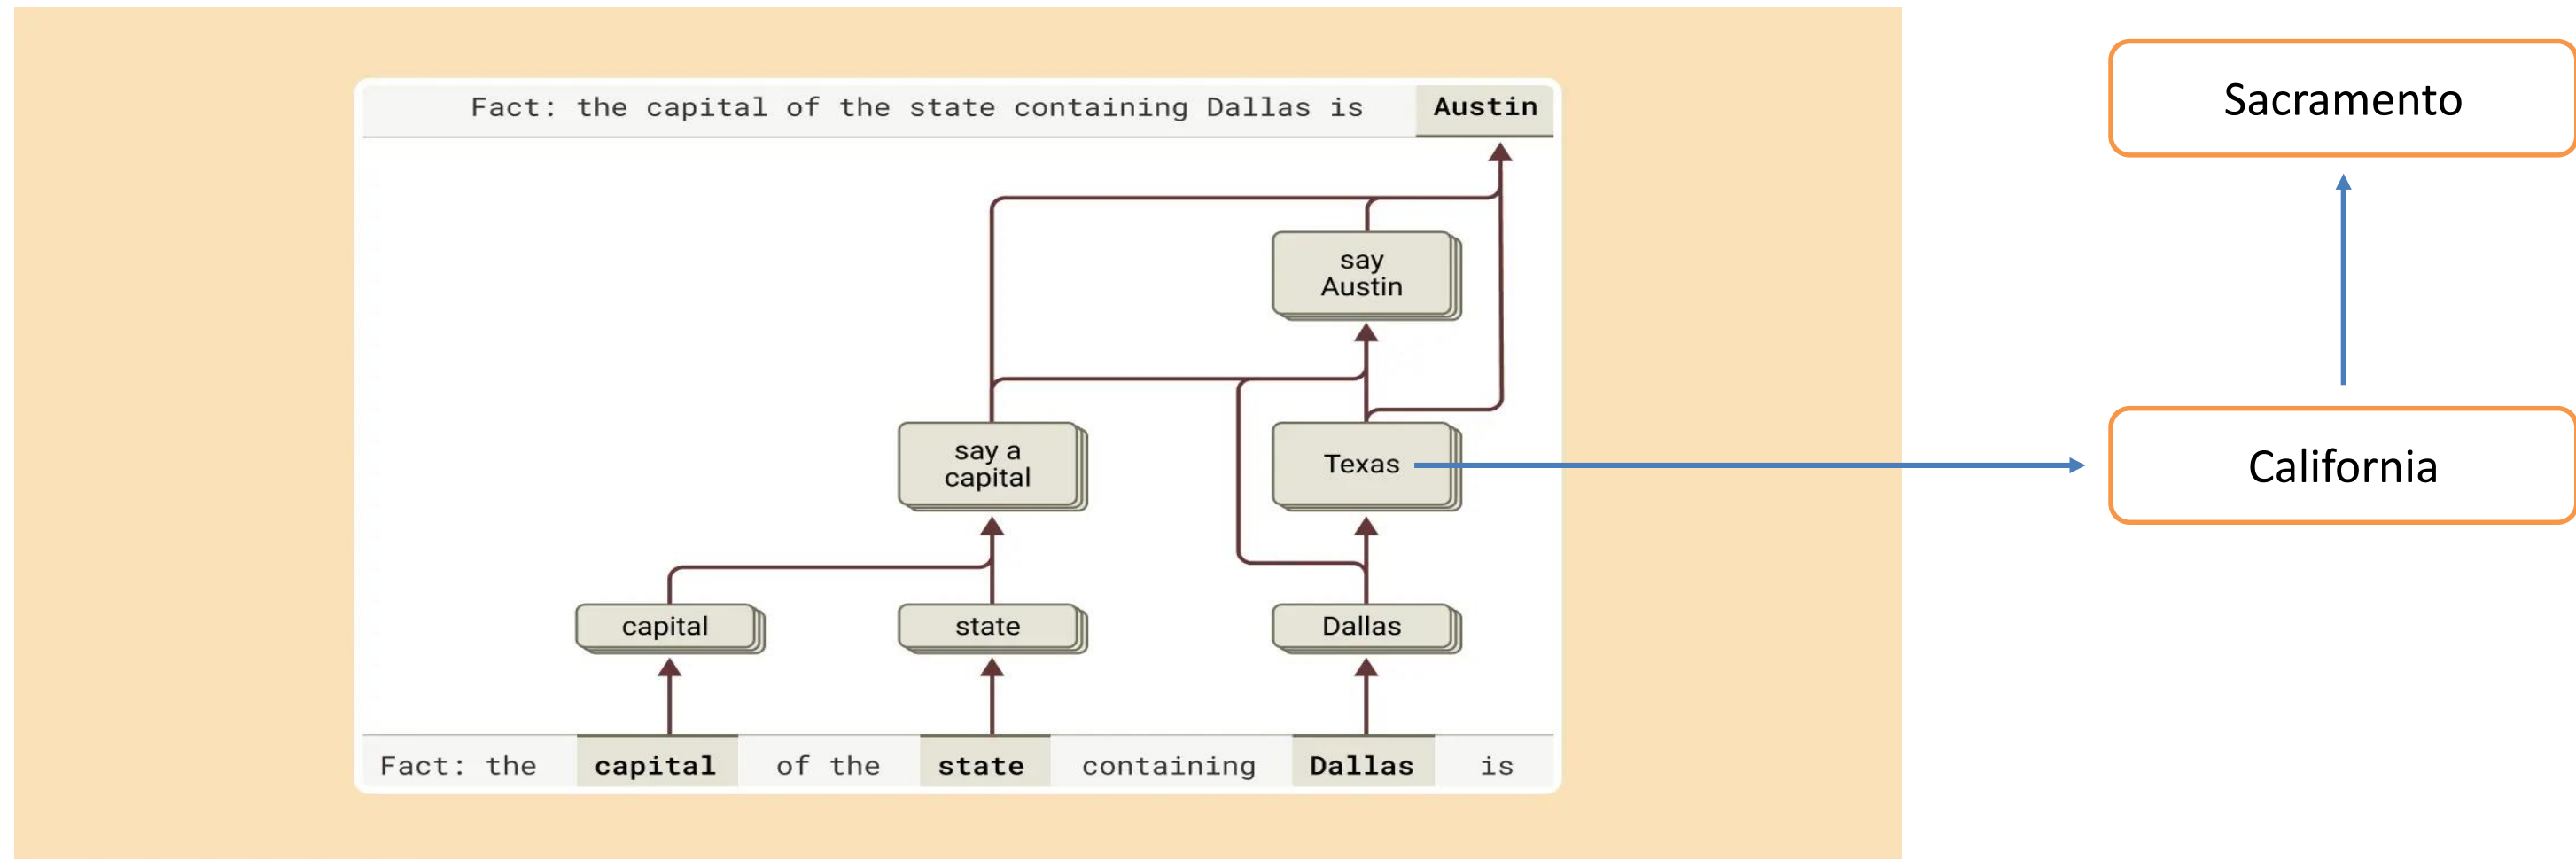 Fact: the capital of the state containing Dallas is Austin
Sacramento
say
Austin
say a
capital
Texas
California
capital
state
Dallas
Fact: the capital of the state containing Dallas is